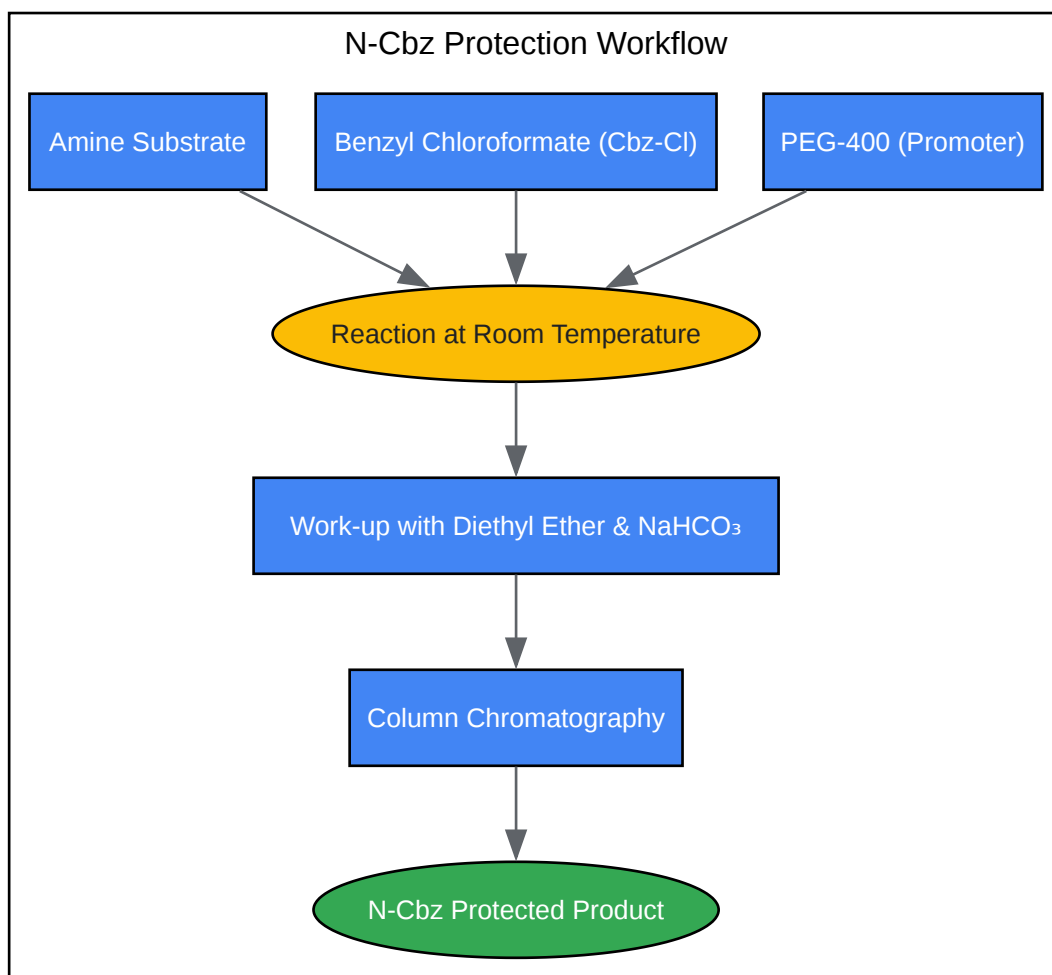 N-Cbz Protection Workflow
Amine Substrate
Benzyl Chloroformate (Cbz-Cl)
PEG-400 (Promoter)
Reaction at Room Temperature
Work-up with Diethyl Ether & NaHCO₃
Column Chromatography
N-Cbz Protected Product